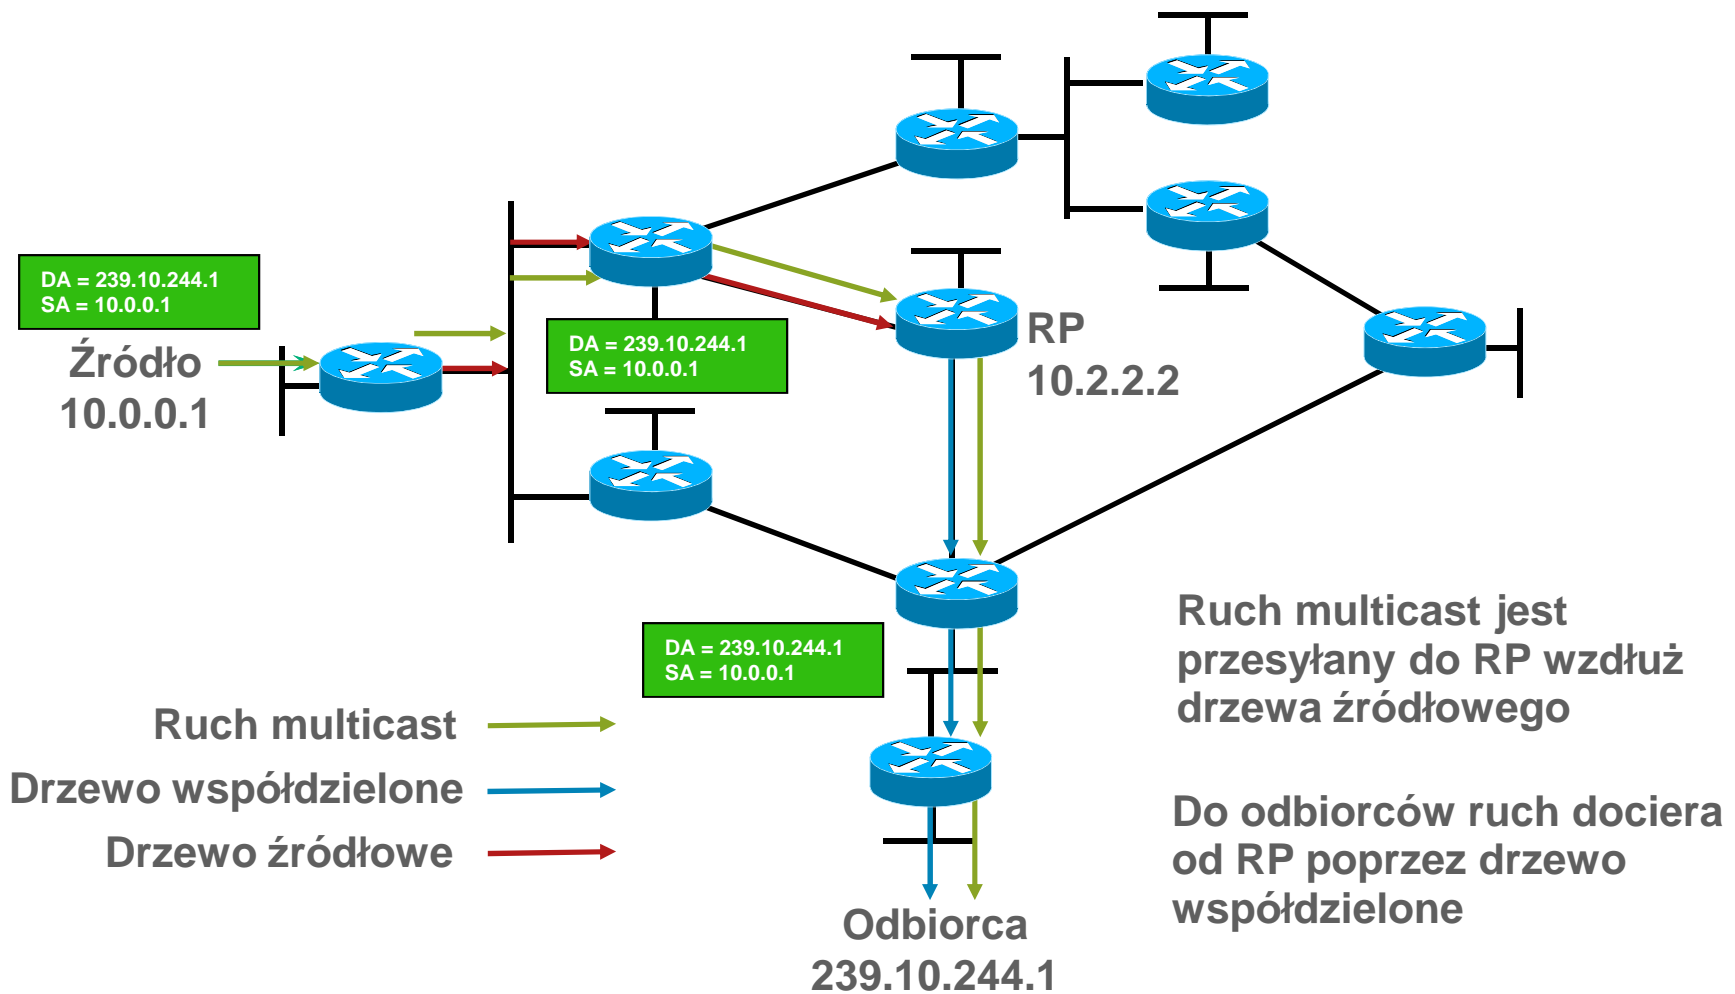 DA = 239.10.244.1
SA = 10.0.0.1
Źródło
10.0.0.1
DA = 239.10.244.1
SA = 10.0.0.1
RP
10.2.2.2
DA = 239.10.244.1
SA = 10.0.0.1
Ruch multicast
Drzewo współdzielone
Drzewo źródłowe
Odbiorca
239.10.244.1
Ruch multicast jest
przesyłany do RP wzdłuż
drzewa źródłowego
Do odbiorców ruch dociera
od RP poprzez drzewo
współdzielone